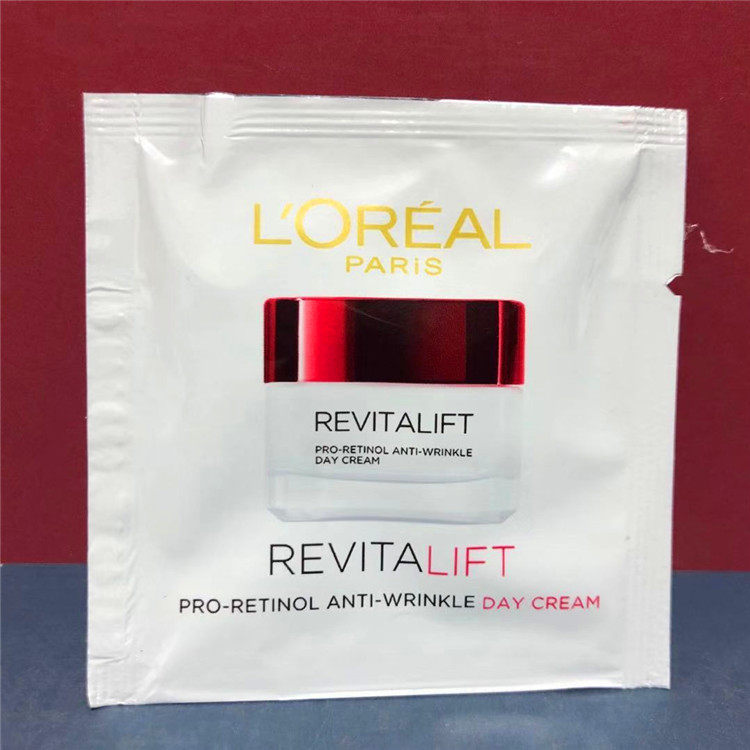 L'ORÉAL
PARiS
REVITALIFT
PRO-RETINOL ANTI-WRINKLE
DAY CREAM
REVITALIFT
PRO-RETINOL ANTI-WRINKLE DAY CREAM